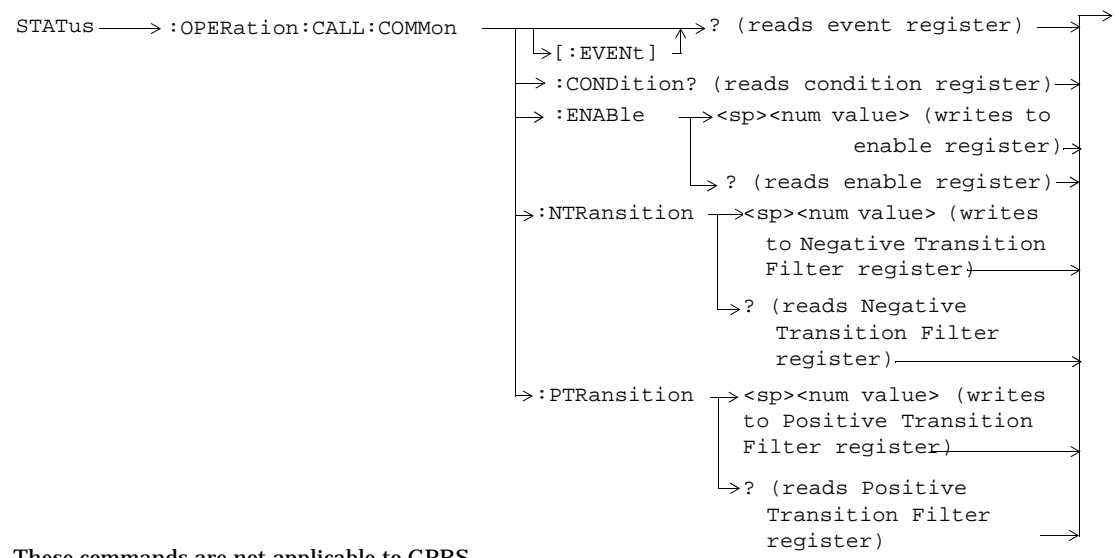 STATus :OPERation:CALL:COMMon ? (reads event register)
[:EVENt]
:CONDition? (reads condition register)
:ENABle <sp><num value> (writes to
enable register)
? (reads enable register)
:NTRansition <sp><num value> (writes
to Negative Transition
Filter register)
? (reads Negative
Transition Filter
register)
:PTRansition <sp><num value> (writes
to Positive Transition
Filter register)
? (reads Positive
Transition Filter
register)
These commands are not applicable to GPRS